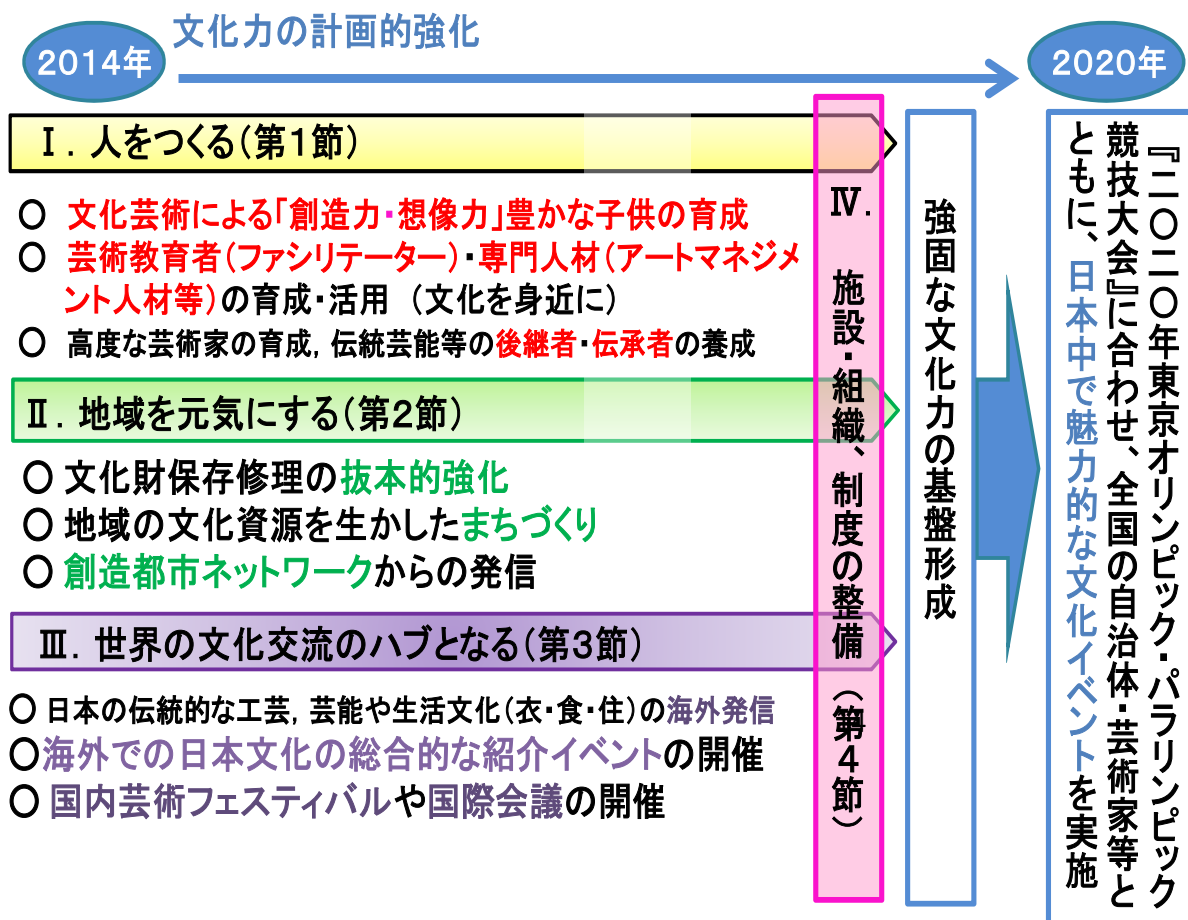 2014年
文化力の計画的強化
2020年
Ⅰ．人をつくる（第１節）
○ 文化芸術による「創造力・想像力」豊かな子供の育成
○ 芸術教育者（ファシリテーター）・専門人材（アートマネジメ
ント人材等）の育成・活用 （文化を身近に）
○ 高度な芸術家の育成，伝統芸能等の後継者・伝承者の養成
Ⅱ．地域を元気にする（第２節）
○ 文化財保存修理の抜本的強化
○ 地域の文化資源を生かしたまちづくり
○ 創造都市ネットワークからの発信
Ⅲ．世界の文化交流のハブとなる（第３節）
○ 日本の伝統的な工芸，芸能や生活文化（衣・食・住）の海外発信
○海外での日本文化の総合的な紹介イベントの開催
○ 国内芸術フェスティバルや国際会議の開催
Ⅳ． 施設・組織、制度の整備（第４節）
強固な文化力の基盤形成
『二〇二〇年東京オリンピック・パラリンピック
競技大会』に合わせ、全国の自治体・芸術家等と
ともに、日本中で魅力的な文化イベントを実施